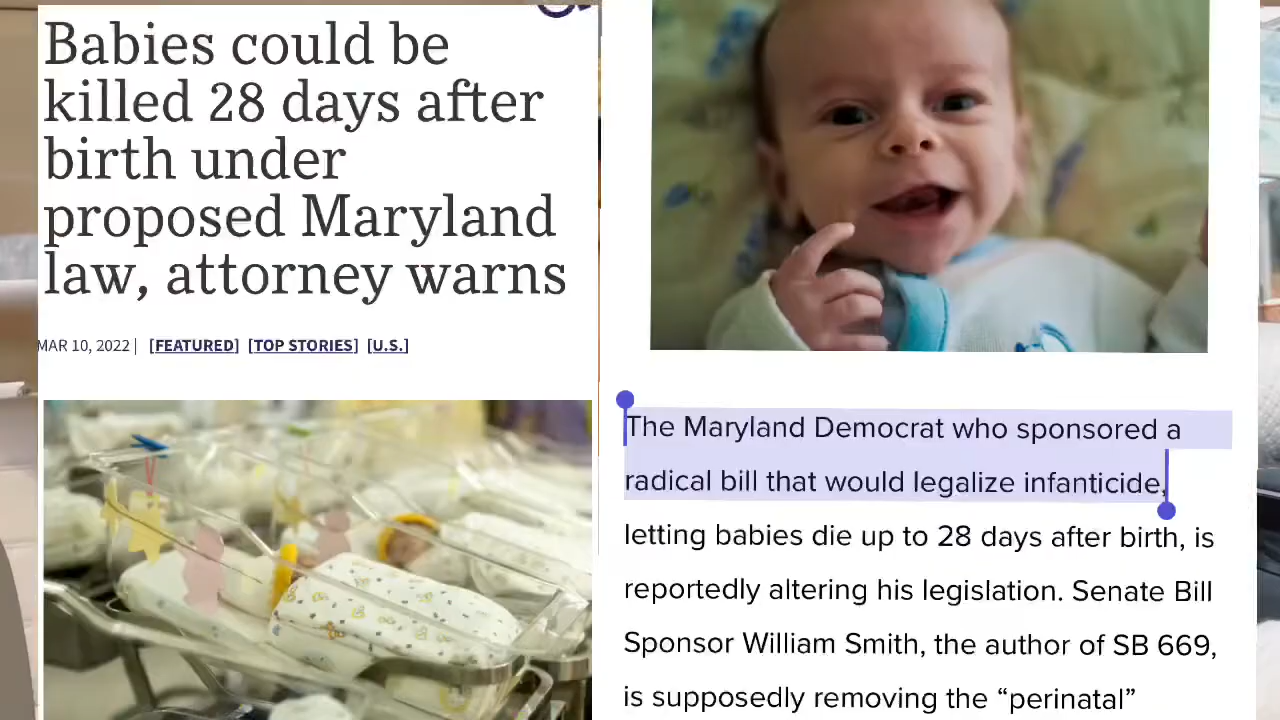 Babies could be
killed 28 days after
birth under
proposed Maryland
law, attorney warns
MAR 10, 2022 | [FEATURED] [TOP STORIES] [U.S.]
The Maryland Democrat who sponsored a
radical bill that would legalize infanticide,
letting babies die up to 28 days after birth, is
reportedly altering his legislation. Senate Bill
Sponsor William Smith, the author of SB 669,
is supposedly removing the “perinatal”